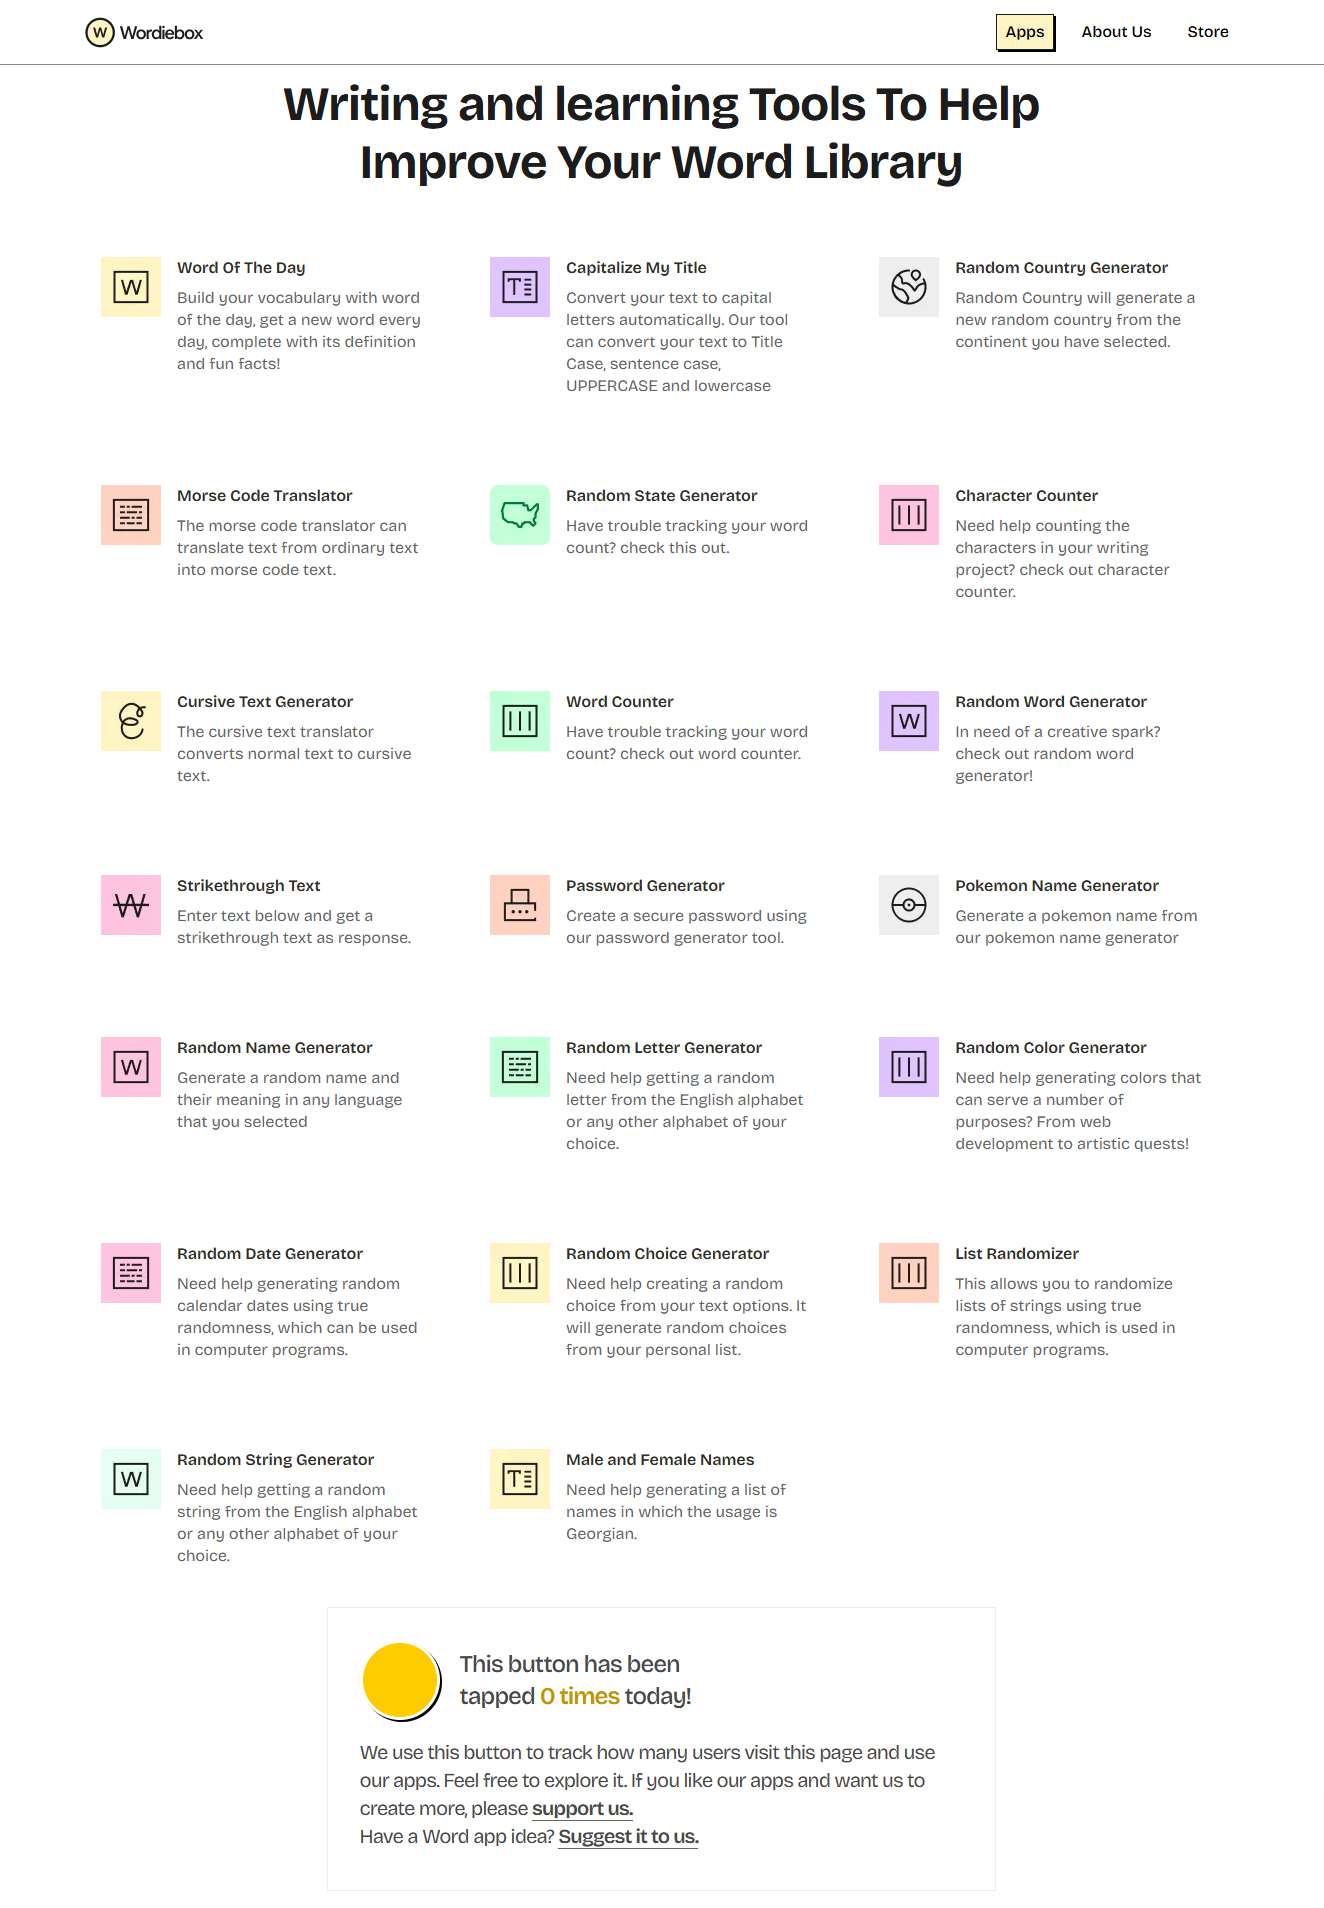 W Wordiebox
Apps
About Us
Store
Writing and learning Tools To Help
Improve Your Word Library
W
Word Of The Day
Build your vocabulary with word
of the day, get a new word every
day, complete with its definition
and fun facts!
T
Capitalize My Title
Convert your text to capital
letters automatically. Our tool
can convert your text to Title
Case, sentence case,
UPPERCASE and lowercase
Random Country Generator
Random Country will generate a
new random country from the
continent you have selected.
Morse Code Translator
The morse code translator can
translate text from ordinary text
into morse code text.
Random State Generator
Have trouble tracking your word
count? check this out.
Character Counter
Need help counting the
characters in your writing
project? check out character
counter.
Cursive Text Generator
The cursive text translator
converts normal text to cursive
text.
Word Counter
Have trouble tracking your word
count? check out word counter.
W
Random Word Generator
In need of a creative spark?
check out random word
generator!
W
Strikethrough Text
Enter text below and get a
strikethrough text as response.
Password Generator
Create a secure password using
our password generator tool.
Pokemon Name Generator
Generate a pokemon name from
our pokemon name generator
W
Random Name Generator
Generate a random name and
their meaning in any language
that you selected
Random Letter Generator
Need help getting a random
letter from the English alphabet
or any other alphabet of your
choice.
Random Color Generator
Need help generating colors that
can serve a number of
purposes? From web
development to artistic quests!
Random Date Generator
Need help generating random
calendar dates using true
randomness, which can be used
in computer programs.
Random Choice Generator
Need help creating a random
choice from your text options. It
will generate random choices
from your personal list.
List Randomizer
This allows you to randomize
lists of strings using true
randomness, which is used in
computer programs.
W
Random String Generator
Need help getting a random
string from the English alphabet
or any other alphabet of your
choice.
T
Male and Female Names
Need help generating a list of
names in which the usage is
Georgian.
This button has been
tapped 0 times today!
We use this button to track how many users visit this page and use
our apps. Feel free to explore it. If you like our apps and want us to
create more, please support us.
Have a Word app idea? Suggest it to us.